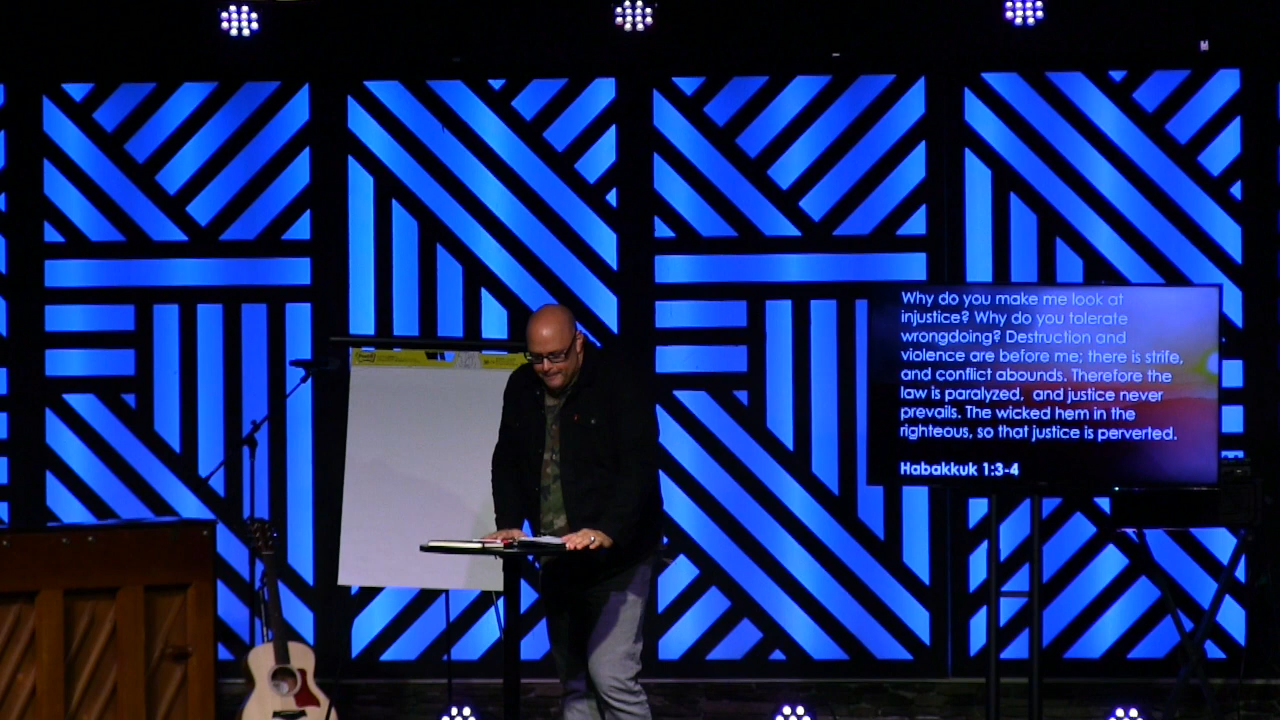 Why do you make me look at
injustice? Why do you tolerate
wrongdoing? Destruction and
violence are before me; there is strife,
and conflict abounds. Therefore the
law is paralyzed, and justice never
prevails. The wicked hem in the
righteous, so that justice is perverted.
Habakkuk 1:3-4